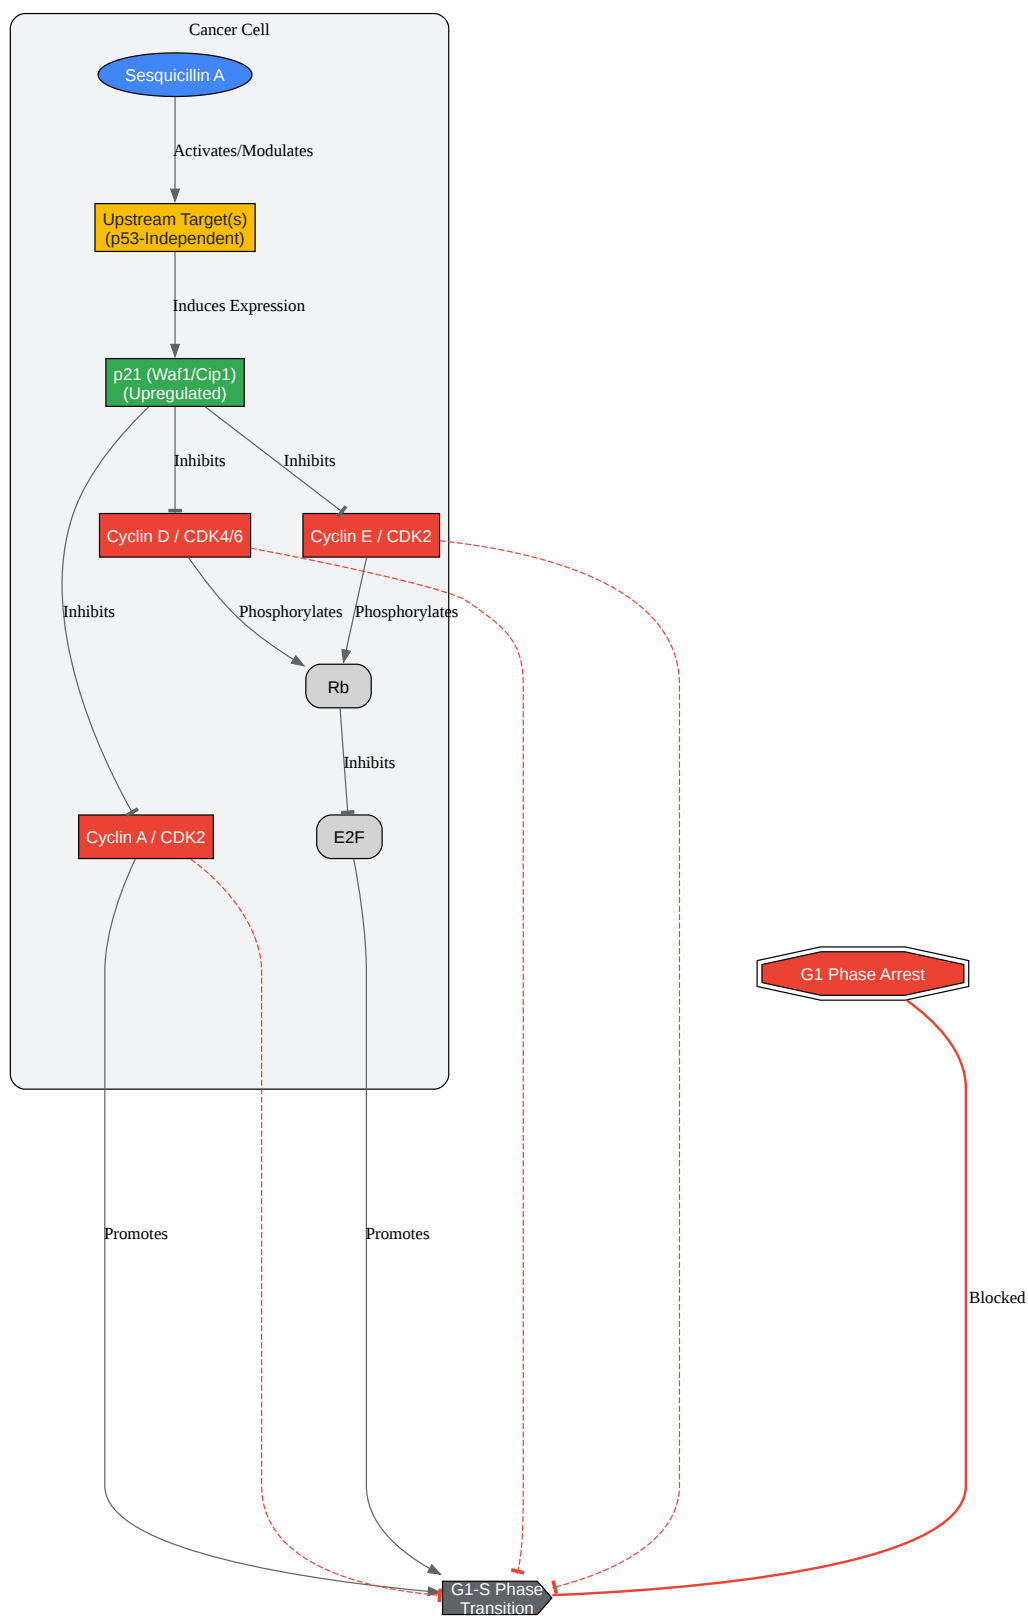 Cancer Cell
Sesquicillin A
Activates/Modulates
Upstream Target(s)
(p53-Independent)
Induces Expression
p21 (Waf1/Cip1)
(Upregulated)
Inhibits
Inhibits
Cyclin D / CDK4/6
Cyclin E / CDK2
Inhibits
Phosphorylates
Phosphorylates
Rb
Inhibits
Cyclin A / CDK2
E2F
G1 Phase Arrest
Promotes
Promotes
Blocked
G1-S Phase
Transition